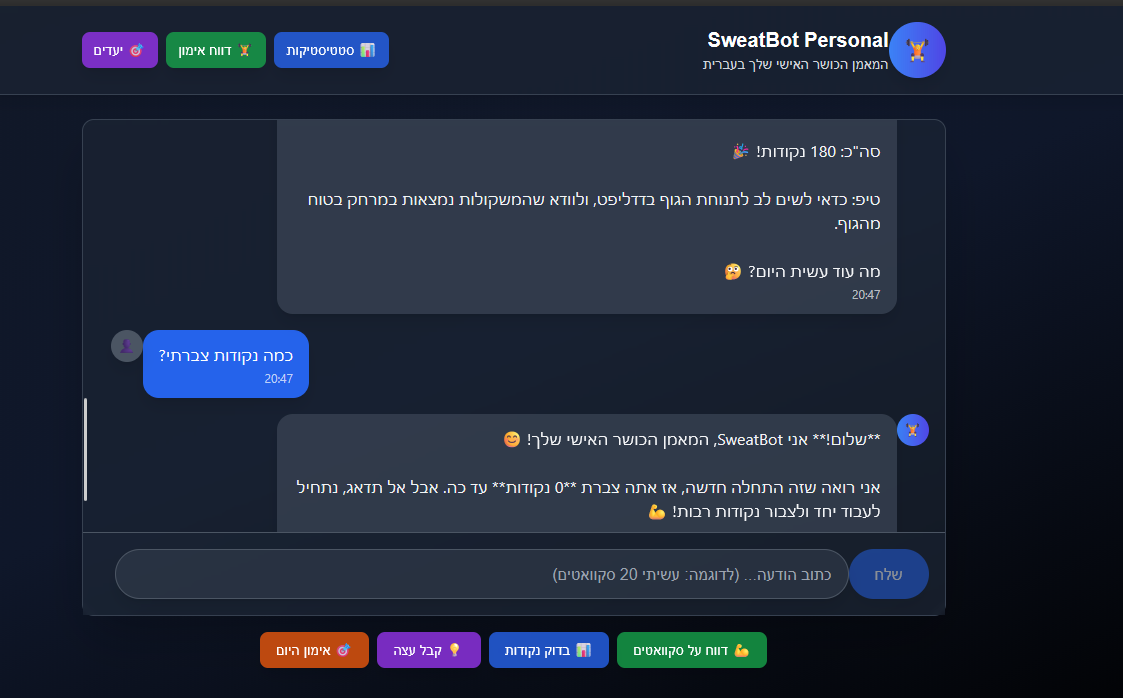 SweatBot Personal
המאמן הכושר האישי שלך בעברית
📊 סטטיסטיקות
🏋️ דווח אימון
🎯 יעדים
סה"כ: 180 נקודות! 🎉
טיפ: כדאי לשים לב לתנוחת הגוף בדדליפט, ולוודא שהמשקולות נמצאות במרחק בטוח
מהגוף.
מה עוד עשית היום? 🤔
20:47
כמה נקודות צברתי?
20:47
**שלום!** אני SweatBot, המאמן הכושר האישי שלך! 😊
אני רואה שזה התחלה חדשה, אז אתה צברת **0 נקודות** עד כה. אבל אל תדאג, נתחיל
לעבוד יחד ולצבור נקודות רבות! 💪
שלח
כתוב הודעה... (לדוגמה: עשיתי 20 סקוואטים)
💪 דווח על סקוואטים
📊 בדוק נקודות
💡 קבל עצה
🎯 אימון היום